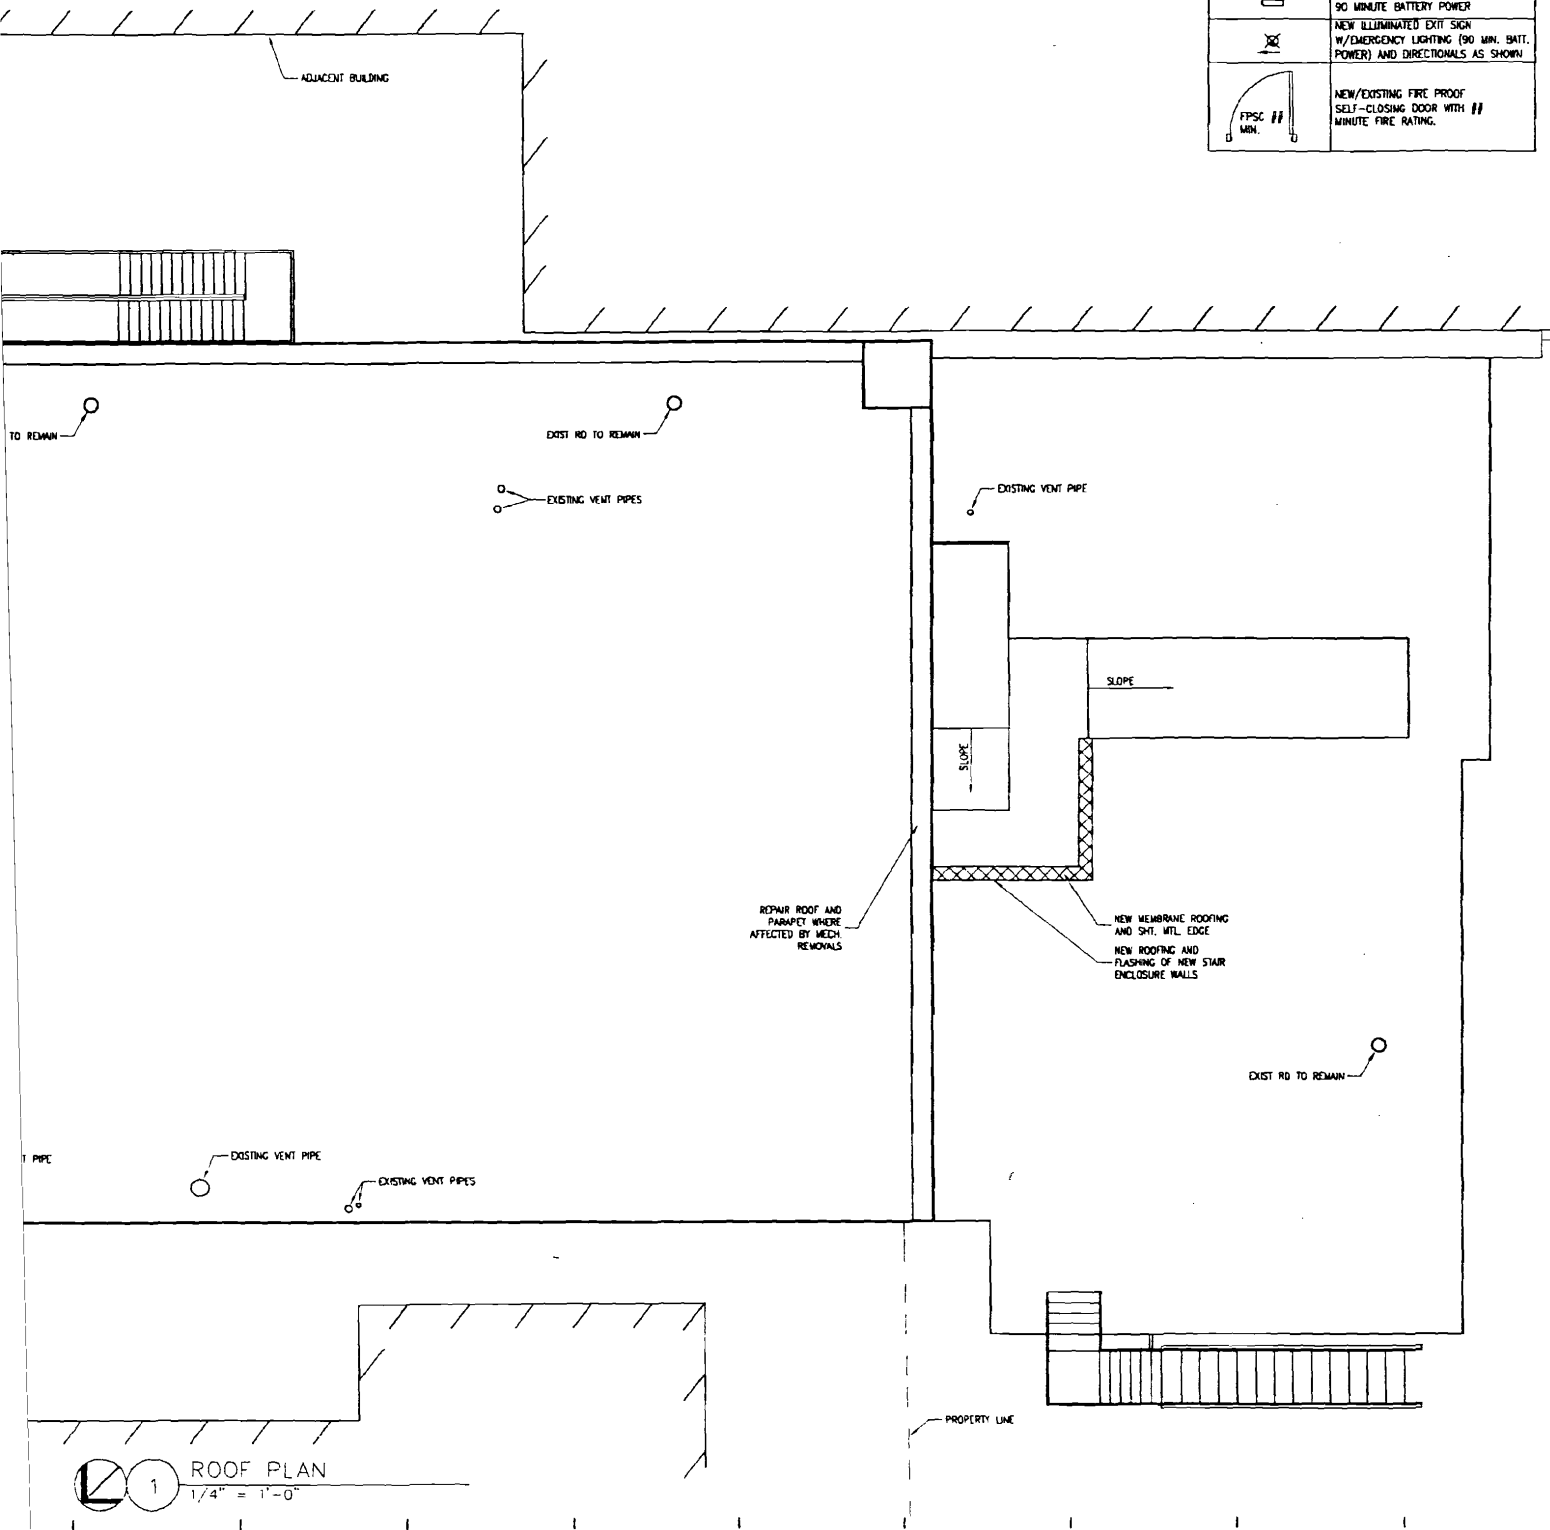 90 MINUTE BATTERY POWER
NEW ILLUMINATED EXIT SIGN
W/EMERGENCY LIGHTING (90 MIN. BATT.
POWER) AND DIRECTIONALS AS SHOWN
FPSC ##
MIN.
NEW/EXISTING FIRE PROOF
SELF-CLOSING DOOR WITH ##
MINUTE FIRE RATING.
ADJACENT BUILDING
TO REMAIN
EXIST RD TO REMAIN
EXISTING VENT PIPES
EXISTING VENT PIPE
SLOPE
SLOPE
REPAIR ROOF AND
PARAPET WHERE
AFFECTED BY MECH.
REMOVALS
NEW MEMBRANE ROOFING
AND SHT. MTL. EDGE
NEW ROOFING AND
FLASHING OF NEW STAIR
ENCLOSURE WALLS
EXIST RD TO REMAIN
T PIPE
EXISTING VENT PIPE
EXISTING VENT PIPES
PROPERTY LINE
1
ROOF PLAN
1/4" = 1'-0"